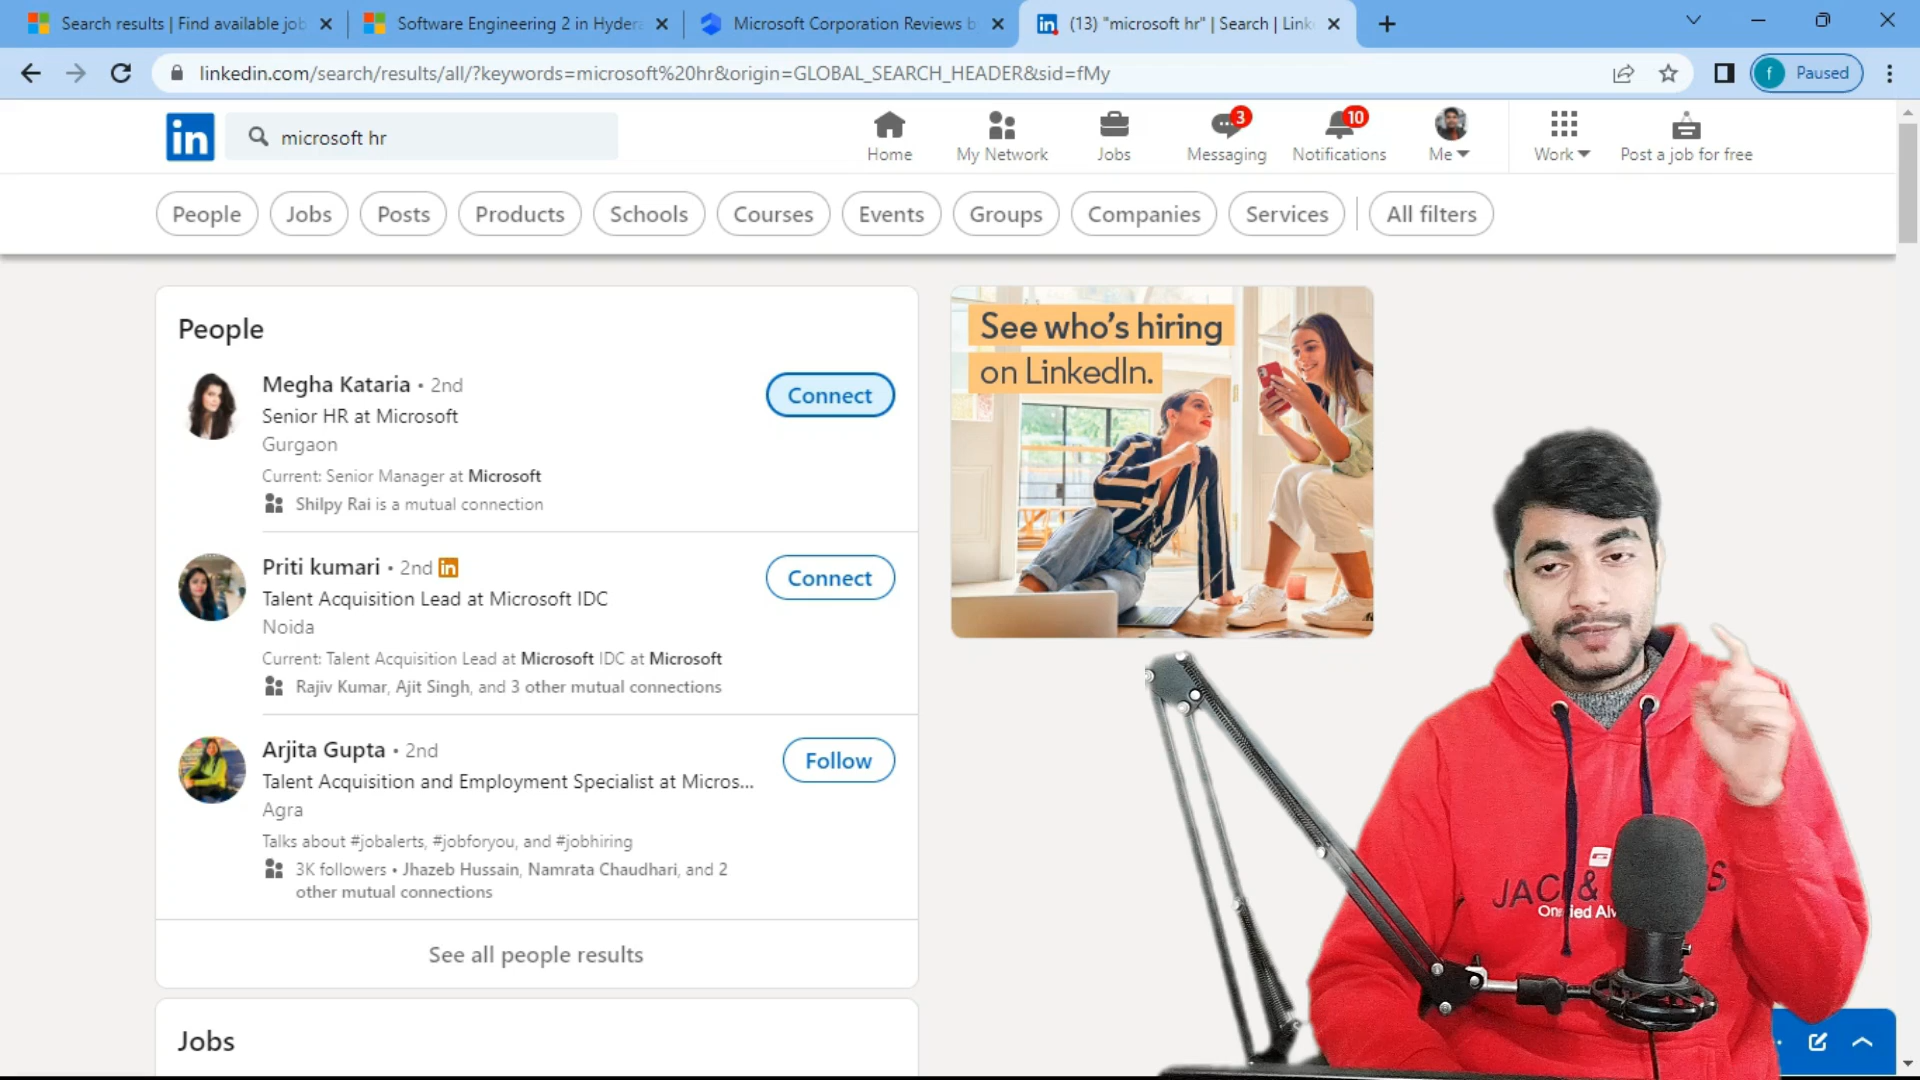 Search results | Find available job
Software Engineering 2 in Hydera
Microsoft Corporation Reviews b
(13) "microsoft hr" | Search | Link
linkedin.com/search/results/all/?keywords=microsoft%20hr&origin=GLOBAL_SEARCH_HEADER&sid=fMy
f Paused
in
microsoft hr
Home
My Network
Jobs
3
Messaging
10
Notifications
Me
Work
Post a job for free
People
Jobs
Posts
Products
Schools
Courses
Events
Groups
Companies
Services
All filters
People
Megha Kataria • 2nd
Senior HR at Microsoft
Gurgaon
Current: Senior Manager at Microsoft
Shilpy Rai is a mutual connection
Connect
Priti kumari • 2nd in
Talent Acquisition Lead at Microsoft IDC
Noida
Current: Talent Acquisition Lead at Microsoft IDC at Microsoft
Rajiv Kumar, Ajit Singh, and 3 other mutual connections
Connect
Arjita Gupta • 2nd
Talent Acquisition and Employment Specialist at Micros...
Agra
Talks about #jobalerts, #jobforyou, and #jobhiring
3K followers • Jhazeb Hussain, Namrata Chaudhari, and 2
other mutual connections
Follow
See all people results
Jobs
See who's hiring
on LinkedIn.
JACK &